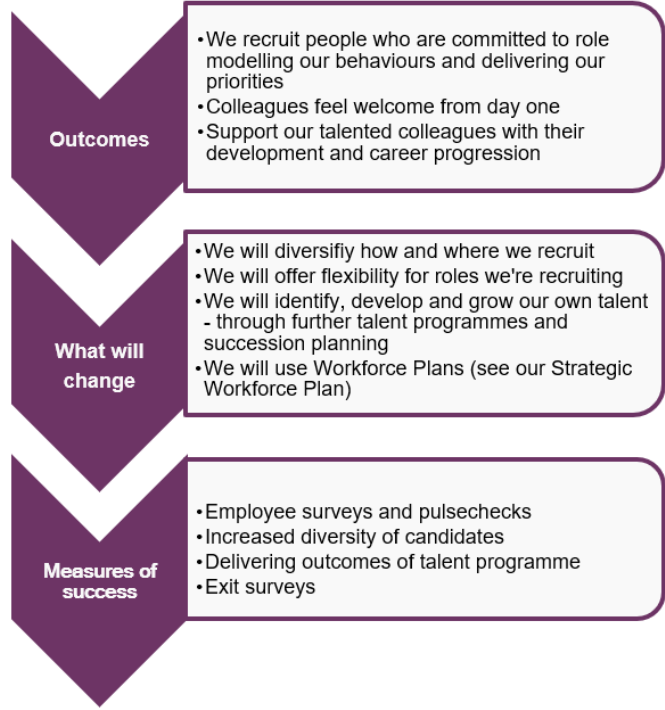 Outcomes
•We recruit people who are committed to role
modelling our behaviours and delivering our
priorities
•Colleagues feel welcome from day one
•Support our talented colleagues with their
development and career progression
What will
change
•We will diversifiy how and where we recruit
•We will offer flexibility for roles we're recruiting
•We will identify, develop and grow our own talent
- through further talent programmes and
succession planning
•We will use Workforce Plans (see our Strategic
Workforce Plan)
Measures of
success
•Employee surveys and pulsechecks
•Increased diversity of candidates
•Delivering outcomes of talent programme
•Exit surveys